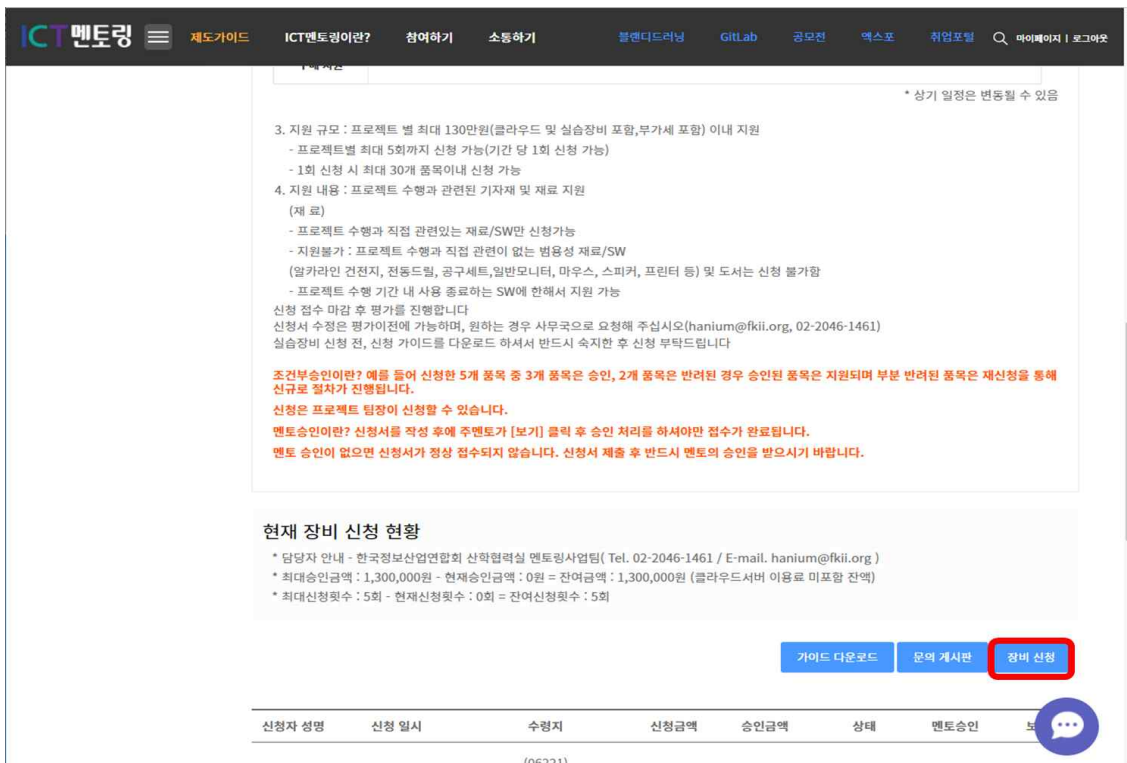 ICT멘토링 제도가이드 ICT멘토링이란? 참여하기 소통하기 블랜디드러닝 GitLab 공모전 엑스포 취업포털 마이페이지 | 로그아웃
* 상기 일정은 변동될 수 있음
3. 지원 규모 : 프로젝트 별 최대 130만원(클라우드 및 실습장비 포함,부가세 포함) 이내 지원
- 프로젝트별 최대 5회까지 신청 가능(기간 당 1회 신청 가능)
- 1회 신청 시 최대 30개 품목이내 신청 가능
4. 지원 내용 : 프로젝트 수행과 관련된 기자재 및 재료 지원
(재 료)
- 프로젝트 수행과 직접 관련있는 재료/SW만 신청가능
- 지원불가 : 프로젝트 수행과 직접 관련이 없는 범용성 재료/SW
(알카라인 건전지, 전동드릴, 공구세트,일반모니터, 마우스, 스피커, 프린터 등) 및 도서는 신청 불가함
- 프로젝트 수행 기간 내 사용 종료하는 SW에 한해서 지원 가능
신청 접수 마감 후 평가를 진행합니다
신청서 수정은 평가이전에 가능하며, 원하는 경우 사무국으로 요청해 주십시오(hanium@fkii.org, 02-2046-1461)
실습장비 신청 전, 신청 가이드를 다운로드 하셔서 반드시 숙지한 후 신청 부탁드립니다
조건부승인이란? 예를 들어 신청한 5개 품목 중 3개 품목은 승인, 2개 품목은 반려된 경우 승인된 품목은 지원되며 부분 반려된 품목은 재신청을 통해
신규로 절차가 진행됩니다.
신청은 프로젝트 팀장이 신청할 수 있습니다.
멘토승인이란? 신청서를 작성 후에 주멘토가 [보기] 클릭 후 승인 처리를 하셔야만 접수가 완료됩니다.
멘토 승인이 없으면 신청서가 정상 접수되지 않습니다. 신청서 제출 후 반드시 멘토의 승인을 받으시기 바랍니다.
현재 장비 신청 현황
* 담당자 안내 - 한국정보산업연합회 산학협력실 멘토링사업팀( Tel. 02-2046-1461 / E-mail. hanium@fkii.org )
* 최대승인금액 : 1,300,000원 - 현재승인금액 : 0원 = 잔여금액 : 1,300,000원 (클라우드서버 이용료 미포함 잔액)
* 최대신청횟수 : 5회 - 현재신청횟수 : 0회 = 잔여신청횟수 : 5회
가이드 다운로드 문의 게시판 장비 신청
신청자 성명 신청 일시 수령지 신청금액 승인금액 상태 멘토승인